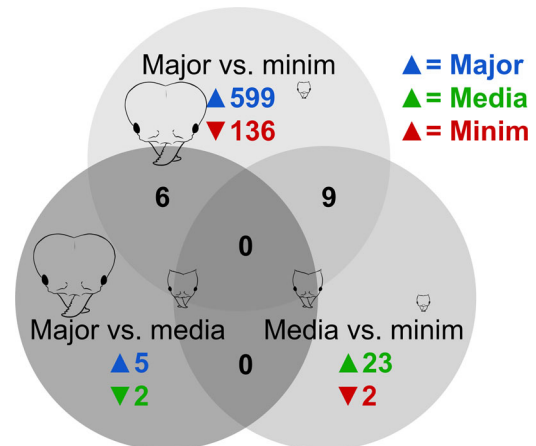 Major vs. minim
▲599
▼136
▲= Major
▲= Media
▲= Minim
6
9
0
Major vs. media
▲5
▼2
0
Media vs. minim
▲23
▼2